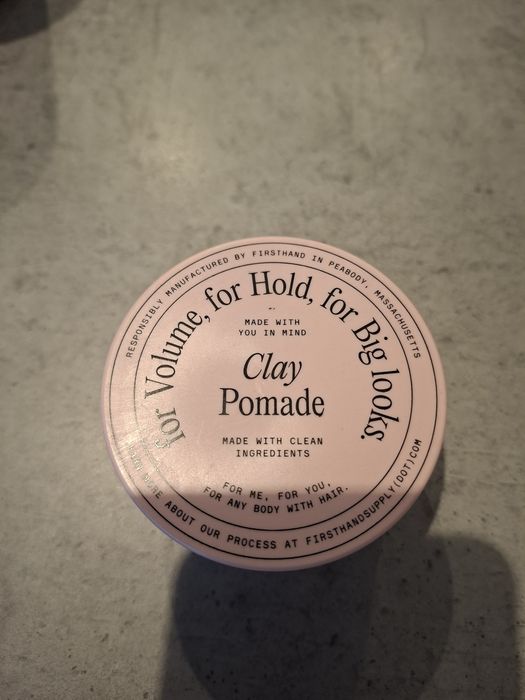 RESPONSIBLY MANUFACTURED BY FIRSTHAND IN PEABODY, MASSACHUSETTS
for Volume, for Hold, for Big looks.
MADE WITH
YOU IN MIND
Clay
Pomade
MADE WITH CLEAN
INGREDIENTS
FOR ME, FOR YOU,
FOR ANY BODY WITH HAIR.
MORE ABOUT OUR PROCESS AT FIRSTHANDSUPPLY(DOT)COM